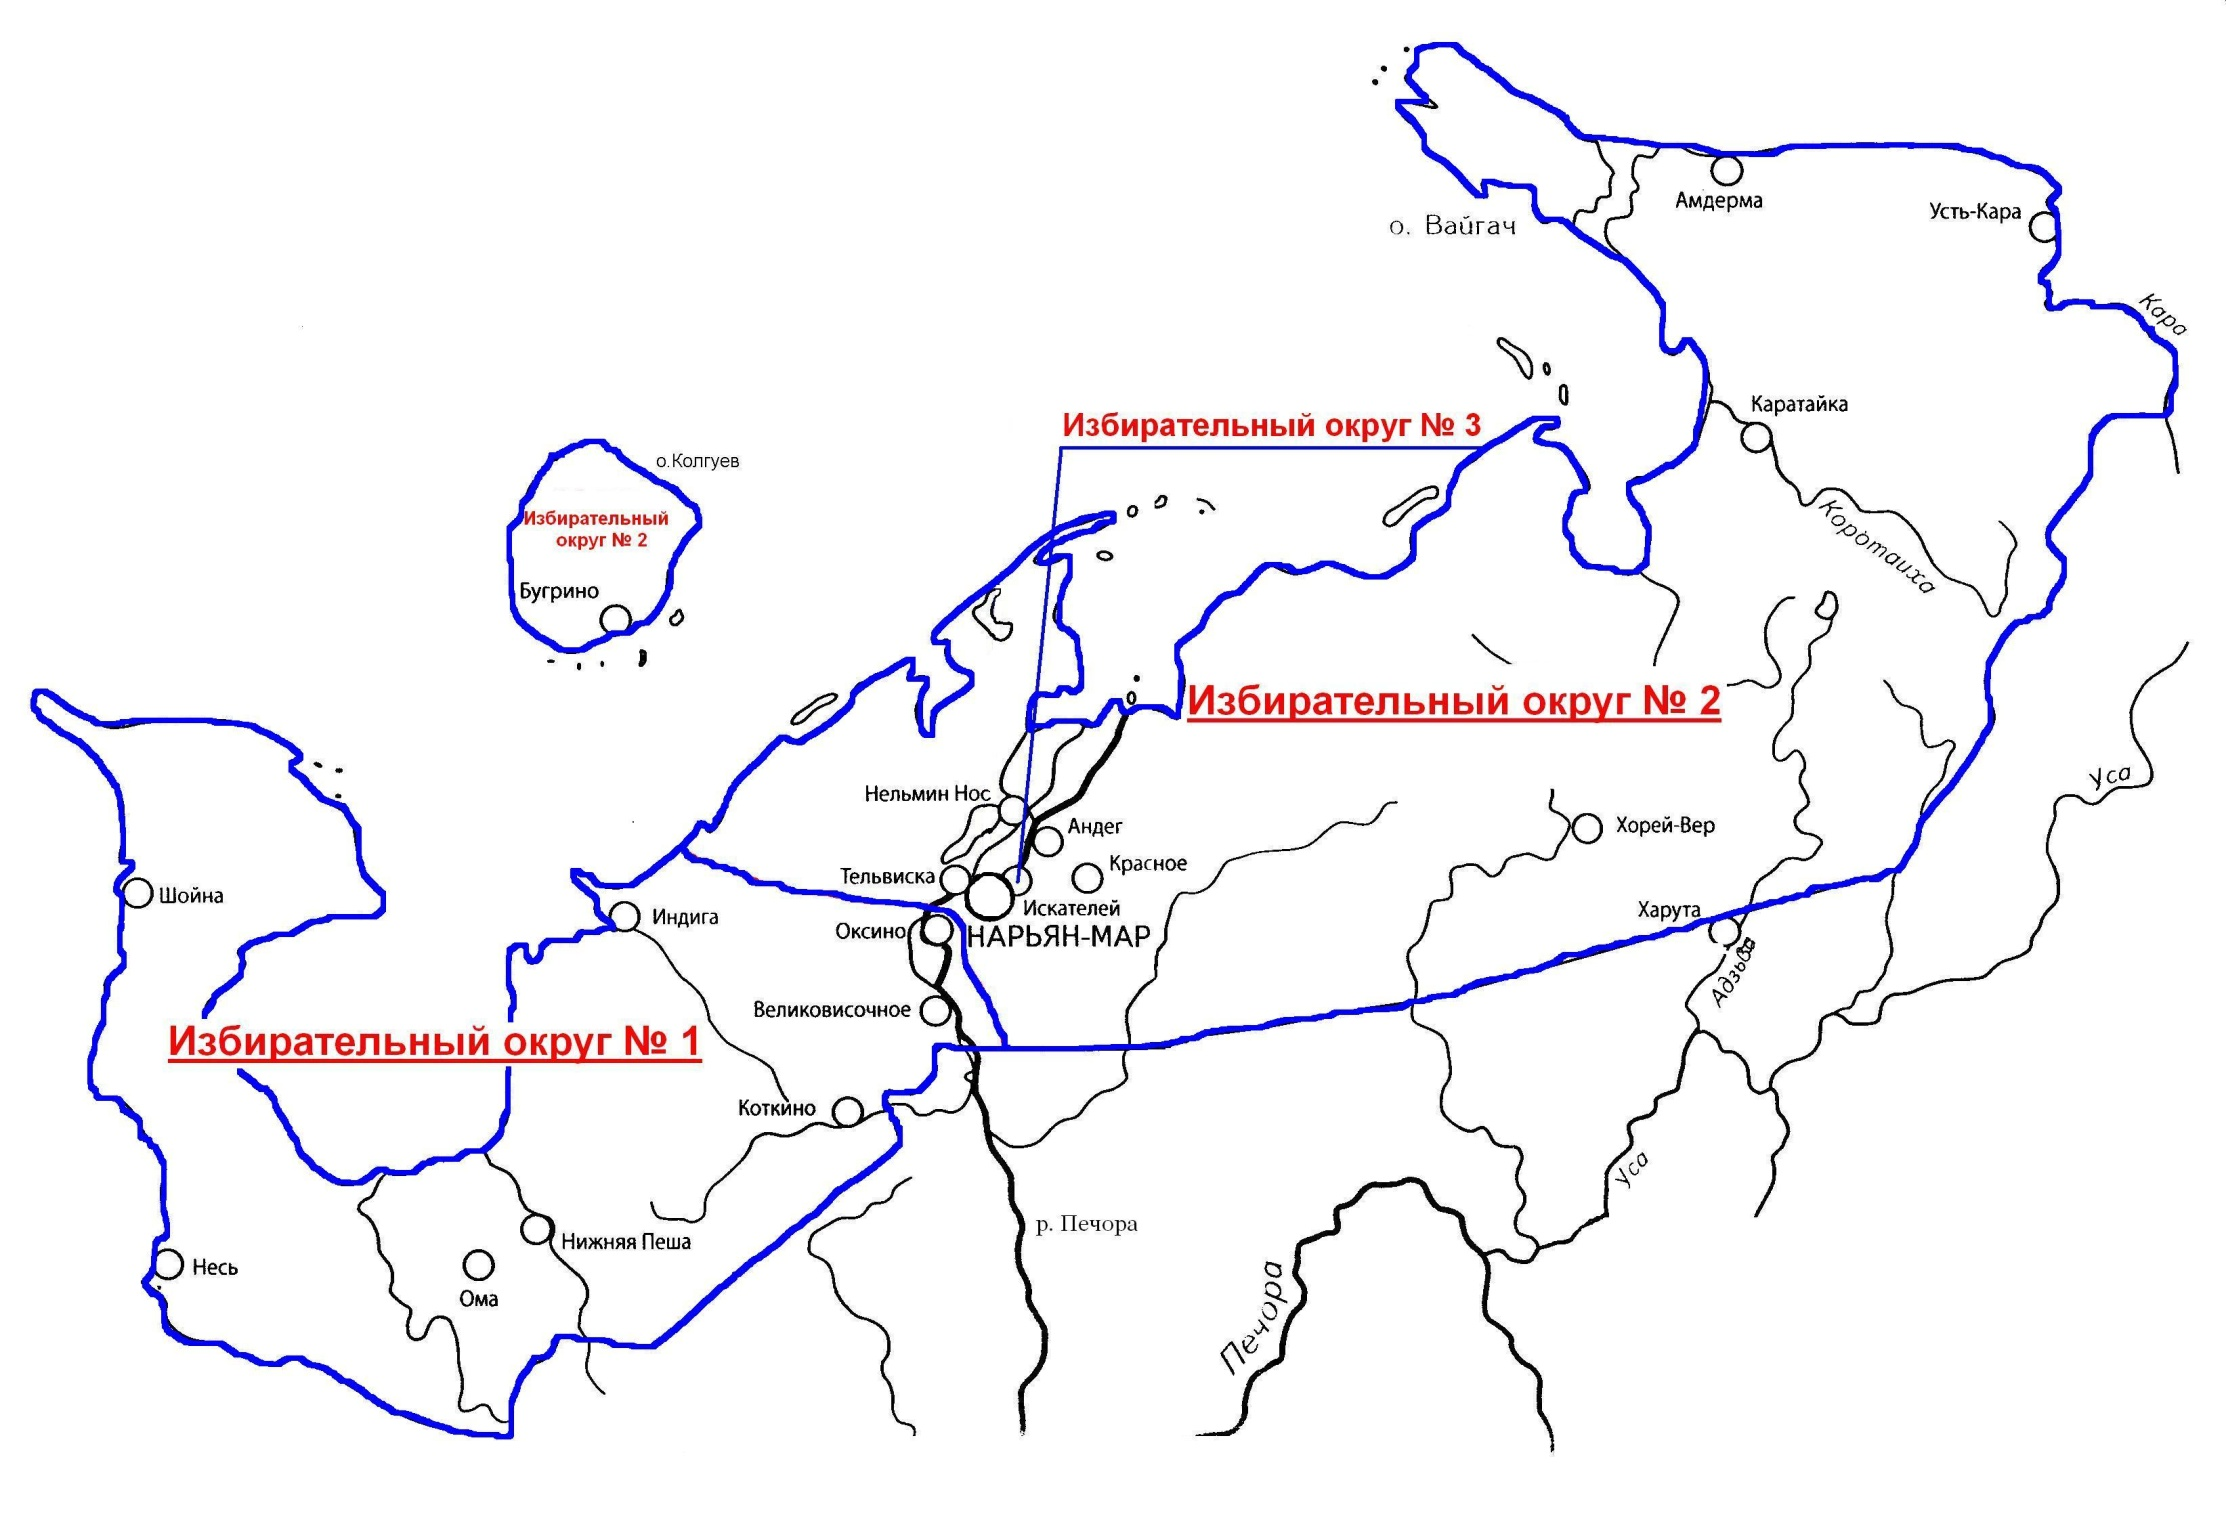 Амдерма
Усть-Кара
о. Вайгач
Кара
Каратайка
Избирательный округ № 3
о.Колгуев
Избирательный
округ № 2
Коротаиха
Бугрино
Избирательный округ № 2
Уса
Нельмин Нос
Андег
Хорей-Вер
Красное
Тельвиска
Шойна
Искателей
Харута
Индига
Оксино
НАРЬЯН-МАР
Адзьва
Великовисочное
Избирательный округ № 1
Коткино
Уса
р. Печора
Нижняя Пеша
Несь
Ома
Печора